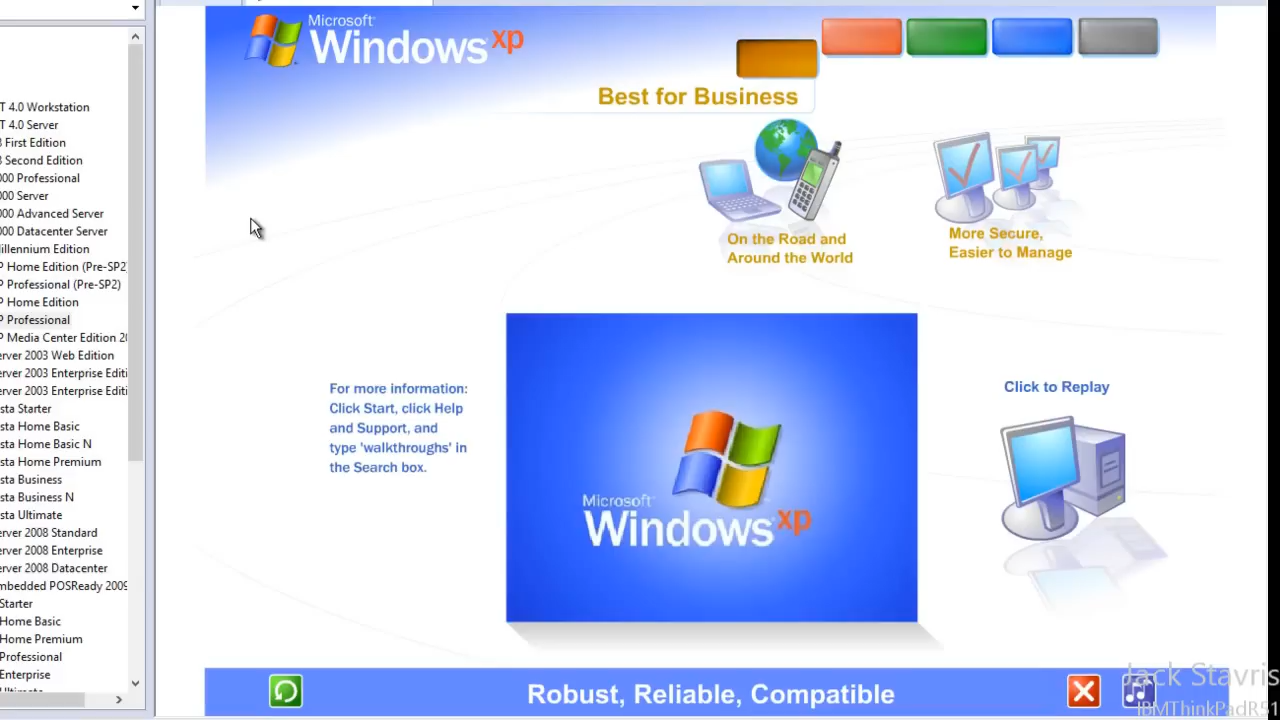 T 4.0 Workstation
T 4.0 Server
First Edition
Second Edition
000 Professional
000 Server
000 Advanced Server
000 Datacenter Server
illennium Edition
P Home Edition (Pre-SP2)
P Professional (Pre-SP2)
P Home Edition
P Professional
P Media Center Edition 20
erver 2003 Web Edition
erver 2003 Enterprise Editi
erver 2003 Enterprise Editi
sta Starter
sta Home Basic
sta Home Basic N
sta Home Premium
sta Business
sta Business N
sta Ultimate
erver 2008 Standard
erver 2008 Enterprise
erver 2008 Datacenter
mbedded POSReady 2009
Starter
Home Basic
Home Premium
Professional
Enterprise
Microsoft
Windows xp
Best for Business
On the Road and
Around the World
More Secure,
Easier to Manage
For more information:
Click Start, click Help
and Support, and
type 'walkthroughs' in
the Search box.
Microsoft
Windows xp
Click to Replay
Robust, Reliable, Compatible
Jack Stavris
IBMThinkPadR51